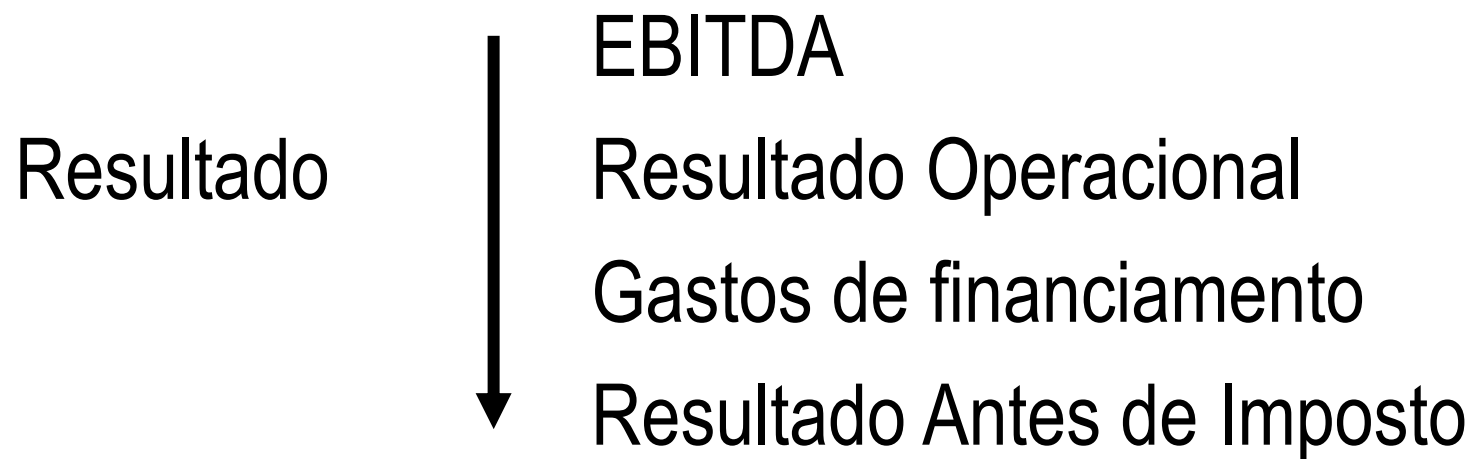 EBITDA
Resultado
Resultado Operacional
Gastos de financiamento
Resultado Antes de Imposto